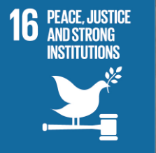 16 PEACE, JUSTICE
AND STRONG
INSTITUTIONS